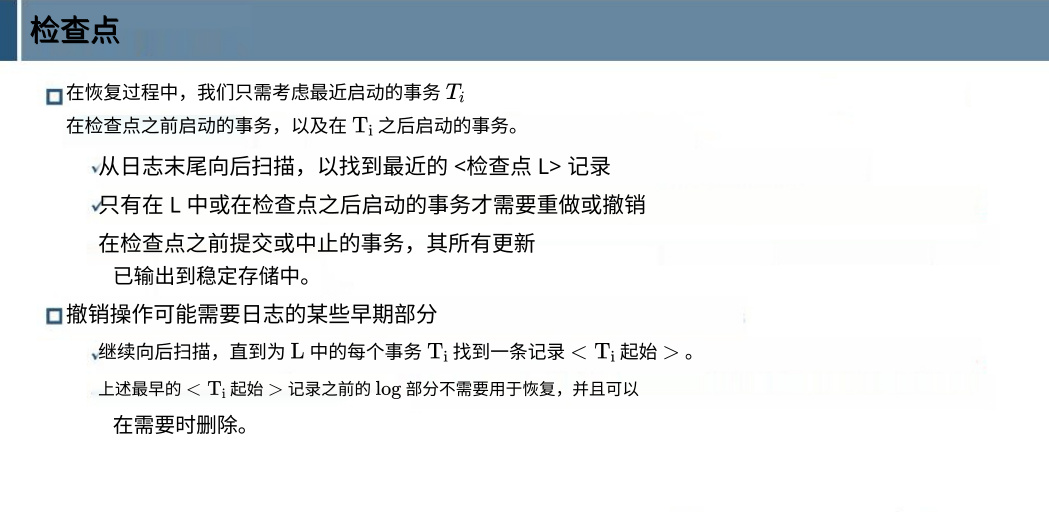 检查点
在恢复过程中，我们只需考虑最近启动的事务 Ti
在检查点之前启动的事务，以及在 Ti 之后启动的事务。
从日志末尾向后扫描，以找到最近的 <检查点 L> 记录
只有在 L 中或在检查点之后启动的事务才需要重做或撤销
在检查点之前提交或中止的事务，其所有更新
已输出到稳定存储中。
撤销操作可能需要日志的某些早期部分
继续向后扫描，直到为 L 中的每个事务 Ti 找到一条记录 < Ti 起始 > 。
上述最早的 < Ti 起始 > 记录之前的 log 部分不需要用于恢复，并且可以
在需要时删除。